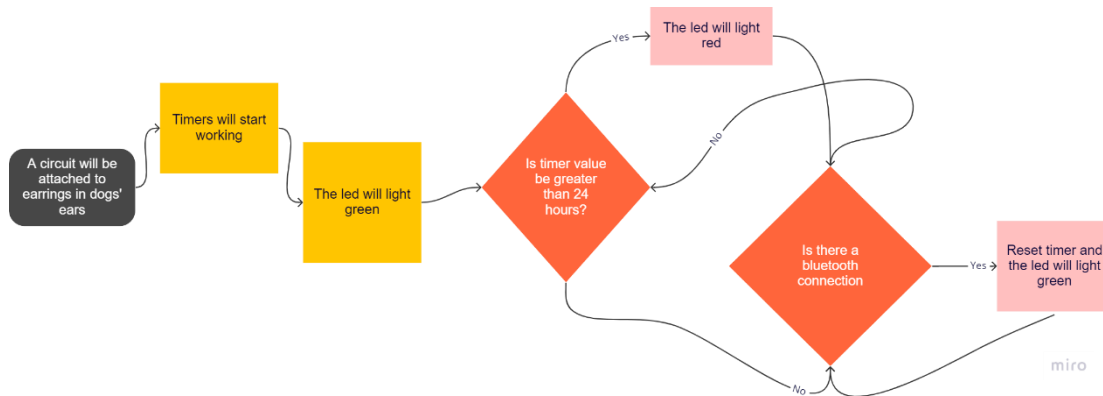 A circuit will be
attached to
earrings in dogs'
ears
Timers will start
working
The led will light
green
Is timer value
be greater
than 24
hours?
Yes
The led will light
red
No
Is there a
bluetooth
connection
Yes
Reset timer and
the led will light
green
No
miro